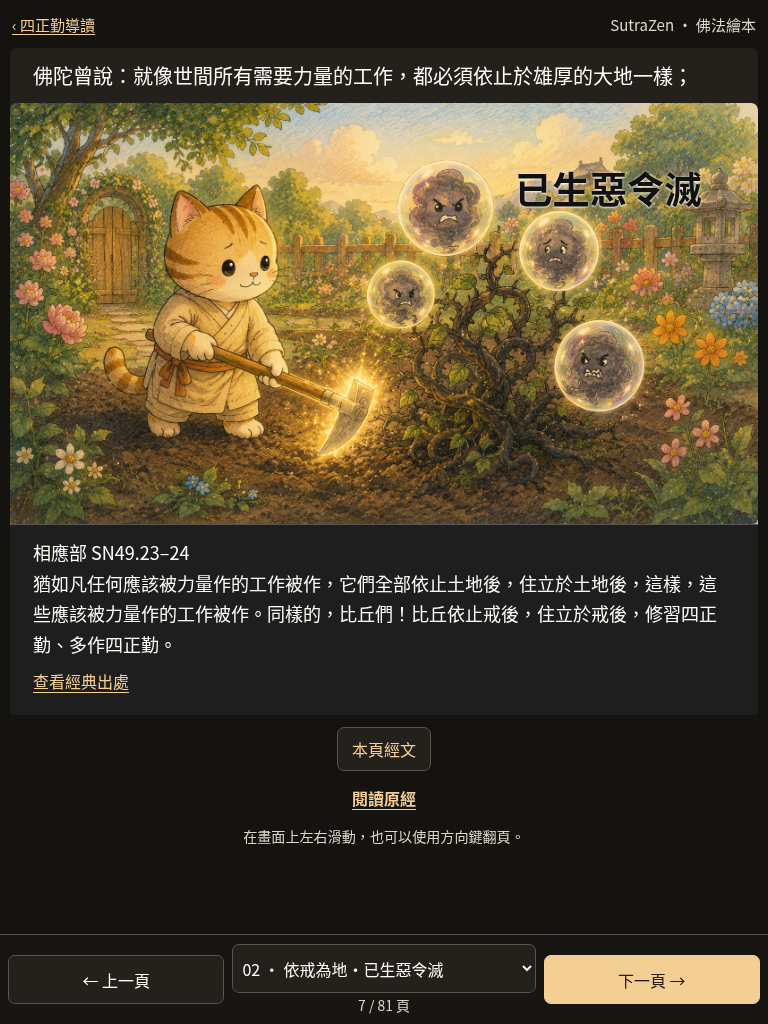 ‹ 四正勤導讀
SutraZen · 佛法繪本
佛陀曾說：就像世間所有需要力量的工作，都必須依止於雄厚的大地一樣；
已生惡令滅
相應部 SN49.23–24
猶如凡任何應該被力量作的工作被作，它們全部依止土地後，住立於土地後，這樣，這
些應該被力量作的工作被作。同樣的，比丘們！比丘依止戒後，住立於戒後，修習四正
勤、多作四正勤。
查看經典出處
本頁經文
閱讀原經
在畫面上左右滑動，也可以使用方向鍵翻頁。
← 上一頁
02 · 依戒為地·已生惡令滅
下一頁 →
7 / 81 頁